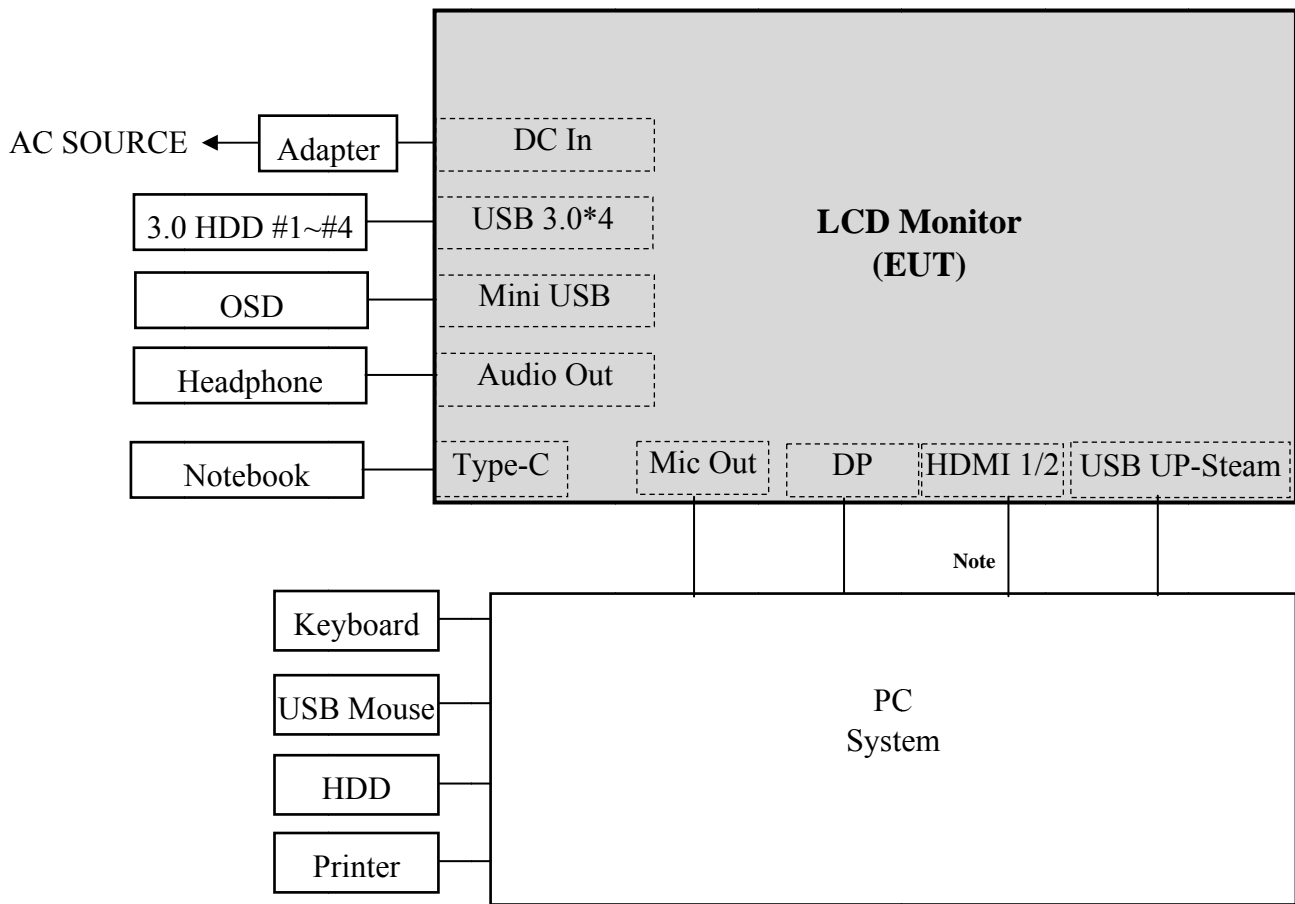 AC SOURCE
Adapter
DC In
3.0 HDD #1~#4
USB 3.0*4
LCD Monitor
(EUT)
OSD
Mini USB
Headphone
Audio Out
Notebook
Type-C
Mic Out
DP
HDMI 1/2
USB UP-Steam
Note
Keyboard
USB Mouse
HDD
Printer
PC
System